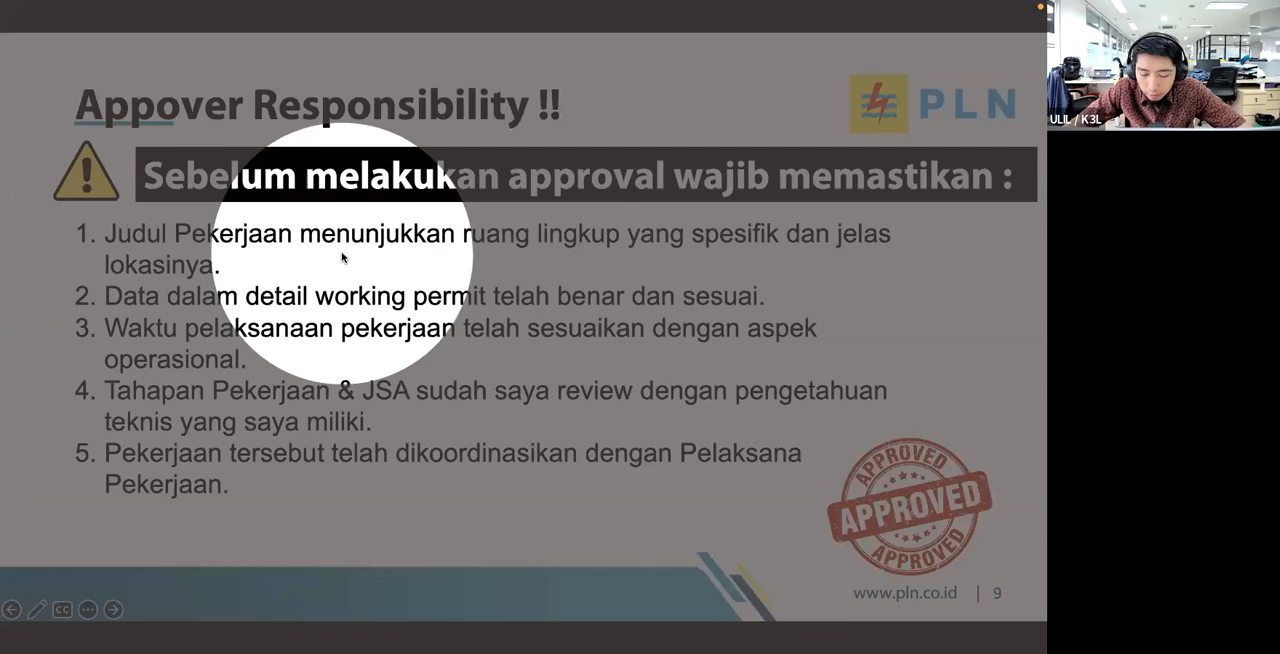 Appover Responsibility !!
PLN
Sebelum melakukan approval wajib memastikan :
1. Judul Pekerjaan menunjukkan ruang lingkup yang spesifik dan jelas
lokasinya.
2. Data dalam detail working permit telah benar dan sesuai.
3. Waktu pelaksanaan pekerjaan telah sesuaikan dengan aspek
operasional.
4. Tahapan Pekerjaan & JSA sudah saya review dengan pengetahuan
teknis yang saya miliki.
5. Pekerjaan tersebut telah dikoordinasikan dengan Pelaksana
Pekerjaan.
APPROVED
APPROVED
APPROVED
www.pln.co.id | 9
CC
ULIL / K3L